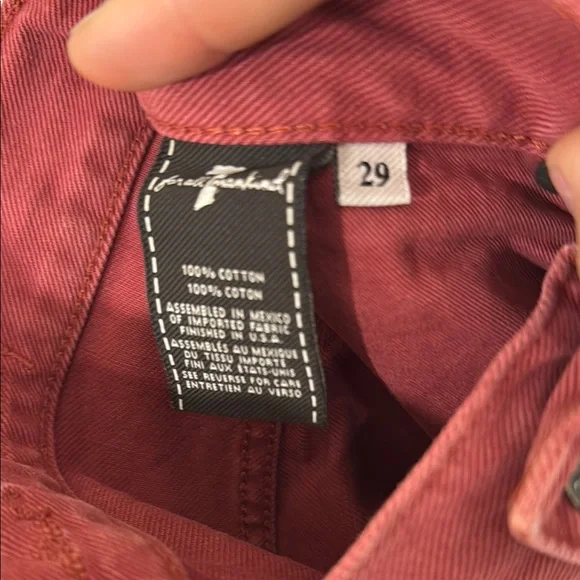 7
for all mankind
29
100% COTTON
100% COTON
ASSEMBLED IN MEXICO
OF IMPORTED FABRIC
FINISHED IN U.S.A.
ASSEMBLÉS AU MEXIQUE
DU TISSU IMPORTÉ
FINI AUX ETATS-UNIS
SEE REVERSE FOR CARE
ENTRETIEN AU VERSO